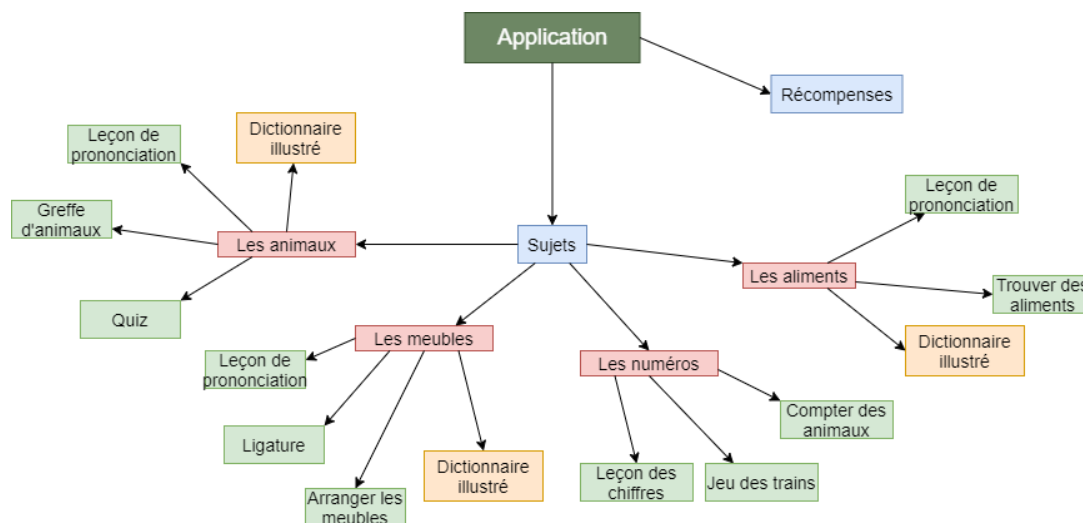 Application
Récompenses
Leçon de
prononciation
Dictionnaire
illustré
Greffe
d'animaux
Les animaux
Quiz
Sujets
Leçon de
prononciation
Les aliments
Trouver des
aliments
Dictionnaire
illustré
Les meubles
Leçon de
prononciation
Ligature
Arranger les
meubles
Dictionnaire
illustré
Les numéros
Compter des
animaux
Leçon des
chiffres
Jeu des trains